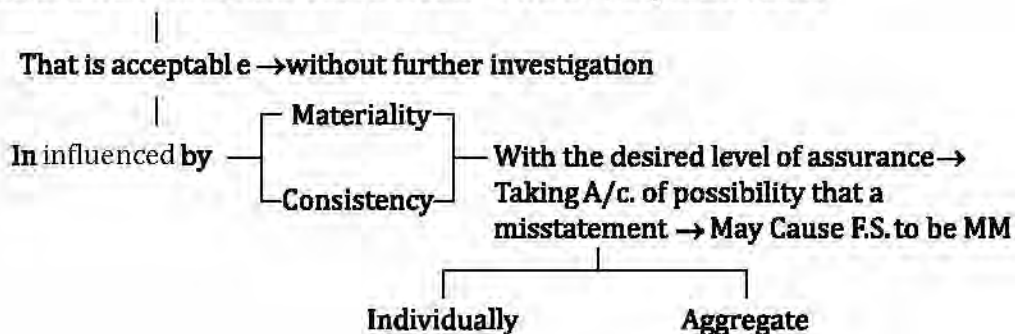 That is acceptabl e →without further investigation
Materiality
In influenced by
Consistency
With the desired level of assurance→
Taking A/c. of possibility that a
misstatement → May Cause F.S. to be MM
Individually Aggregate